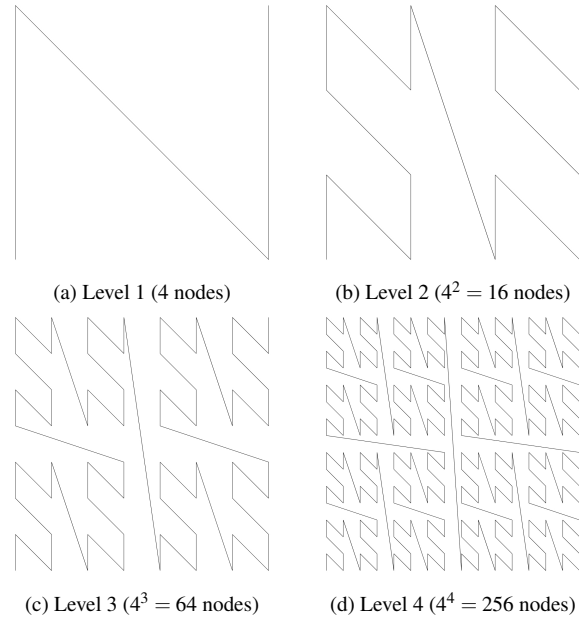 (a) Level 1 (4 nodes)
(b) Level 2 (4² = 16 nodes)
(c) Level 3 (4³ = 64 nodes)
(d) Level 4 (4⁴ = 256 nodes)